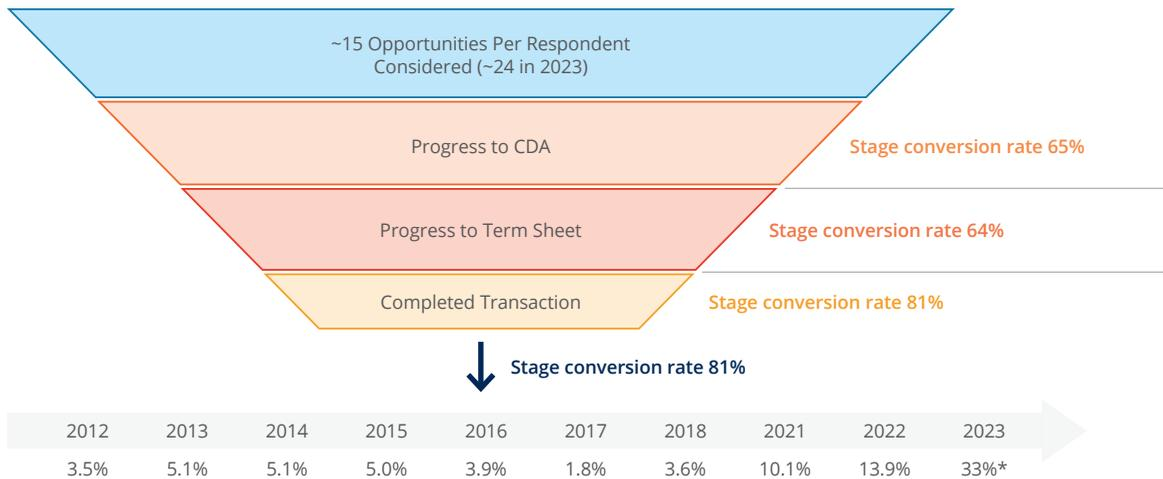 ~15 Opportunities Per Respondent
Considered (~24 in 2023)
Progress to CDA
Stage conversion rate 65%
Progress to Term Sheet
Stage conversion rate 64%
Completed Transaction
Stage conversion rate 81%
Stage conversion rate 81%
2012 2013 2014 2015 2016 2017 2018 2021 2022 2023
3.5% 5.1% 5.1% 5.0% 3.9% 1.8% 3.6% 10.1% 13.9% 33%*